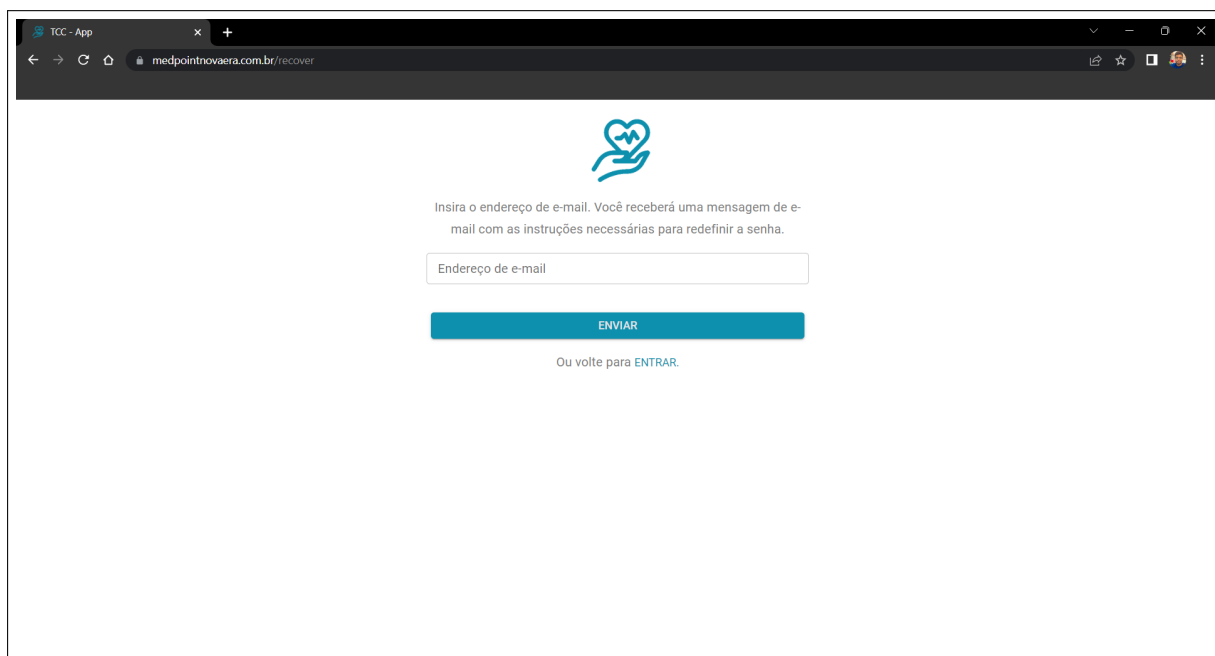 TCC - App
medpointnovaera.com.br/recover
Insira o endereço de e-mail. Você receberá uma mensagem de e-
mail com as instruções necessárias para redefinir a senha.
Endereço de e-mail
ENVIAR
Ou volte para ENTRAR.